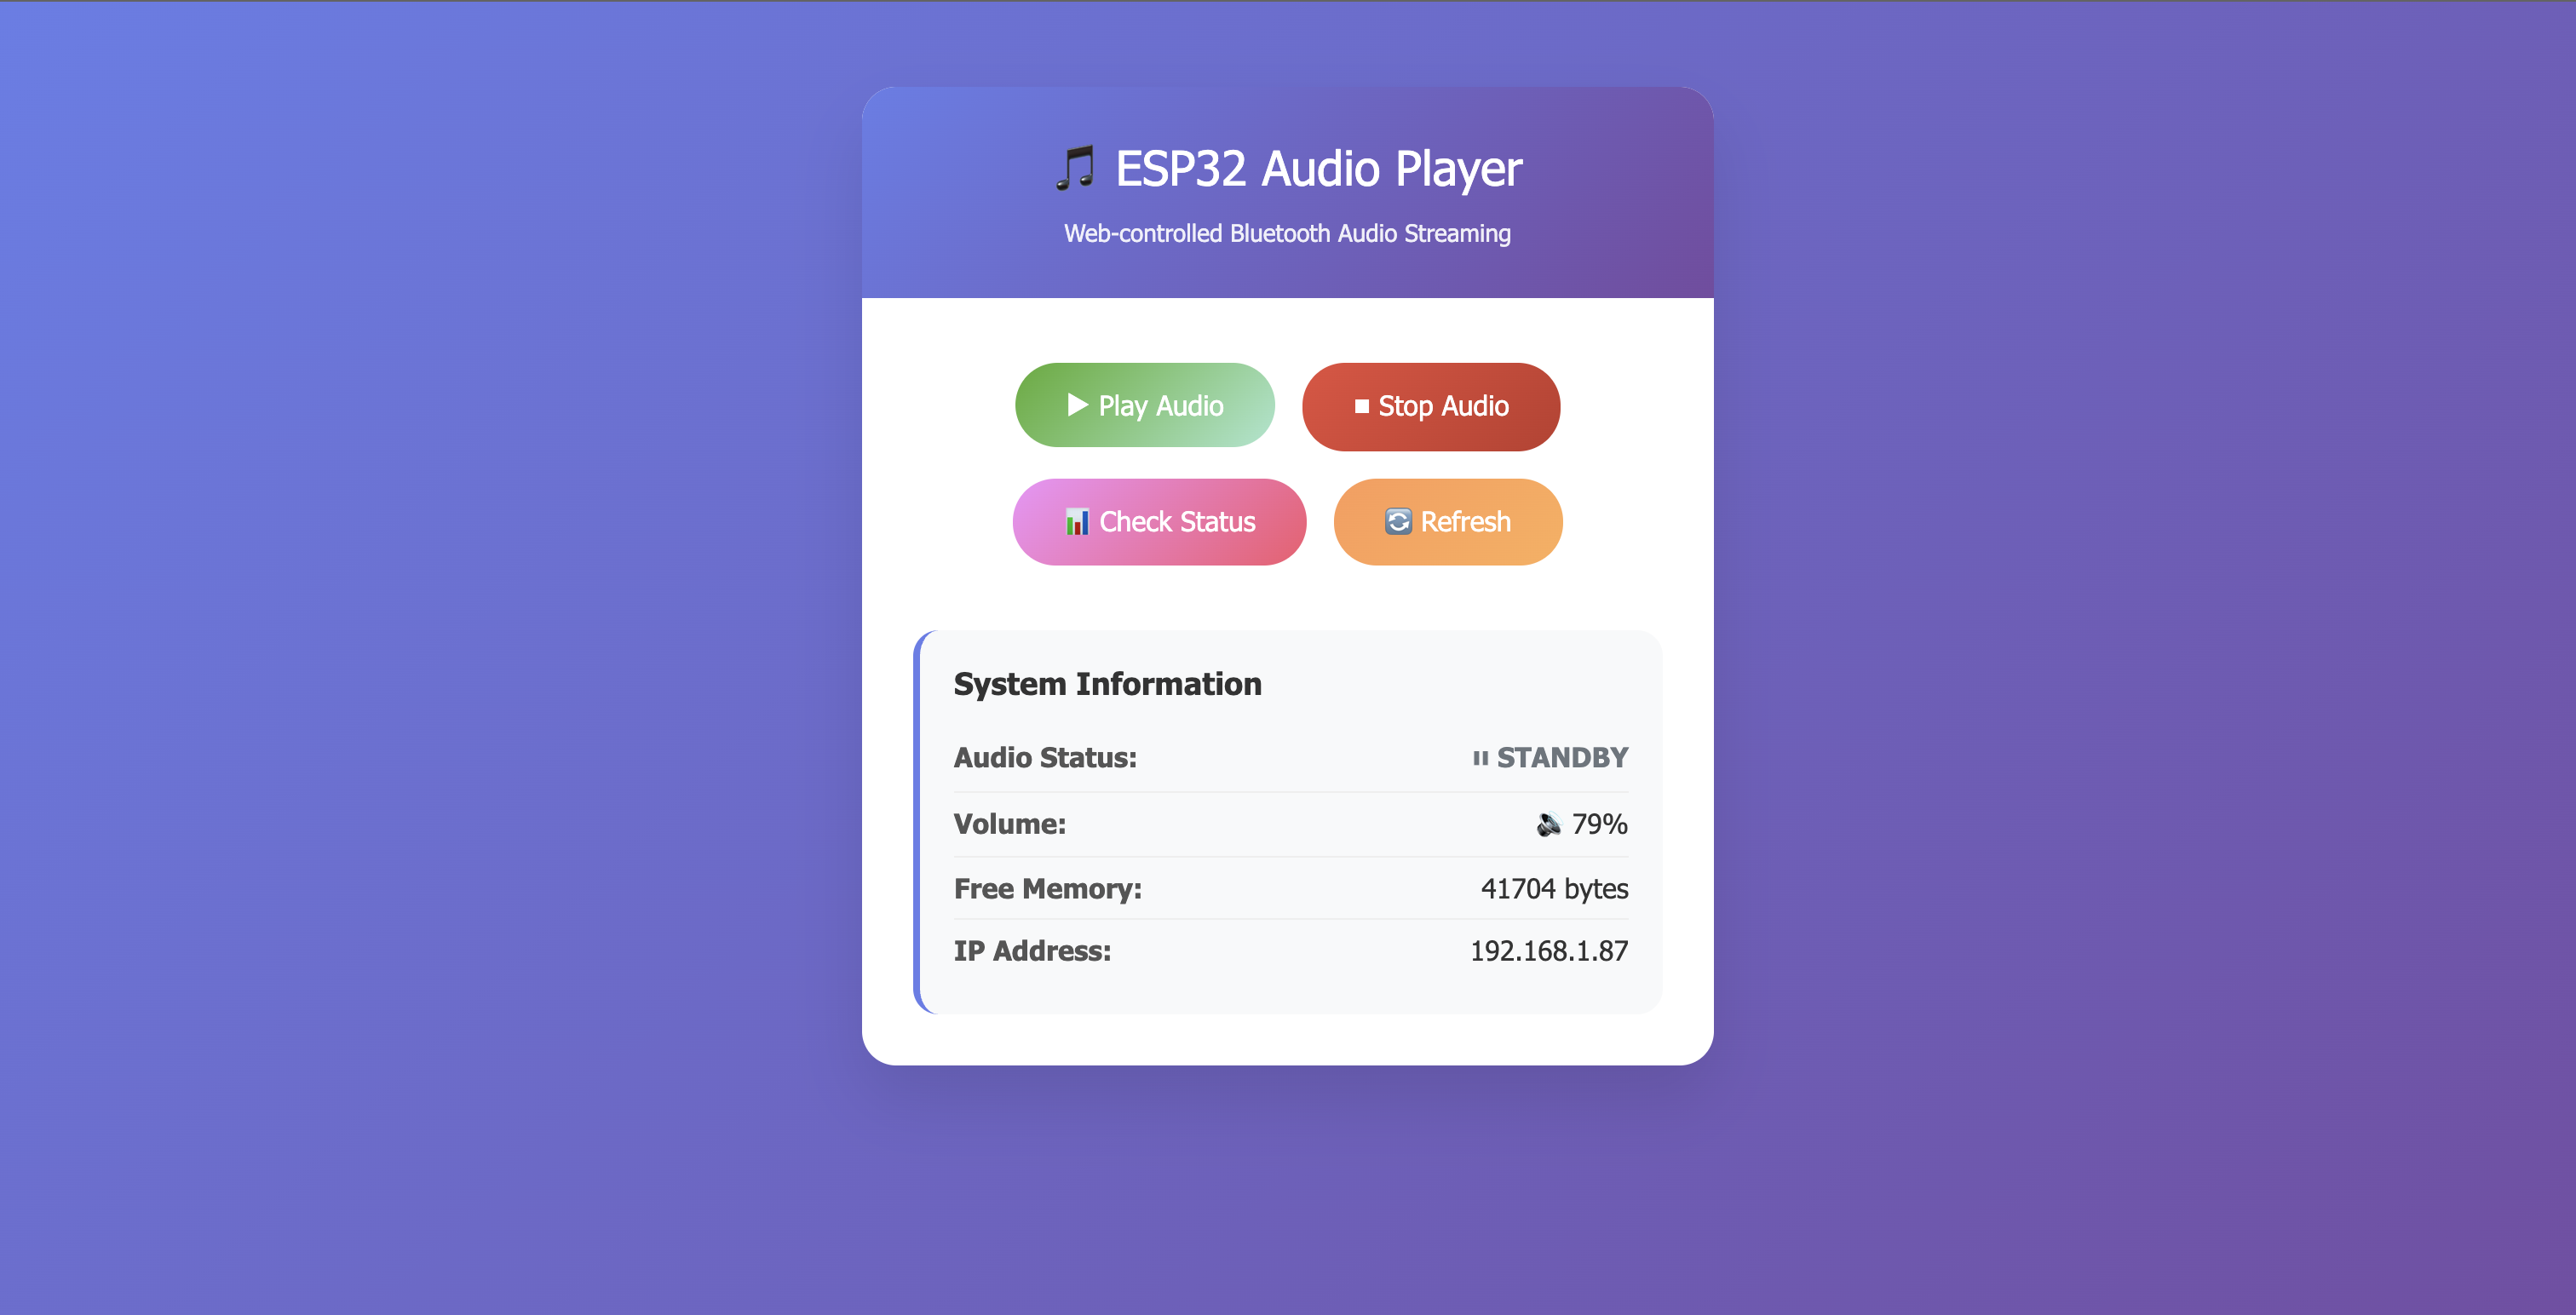 🎵 ESP32 Audio Player
Web-controlled Bluetooth Audio Streaming
▶ Play Audio
⏹ Stop Audio
📊 Check Status
🔄 Refresh
System Information
Audio Status: ⏸ STANDBY
Volume: 🔊 79%
Free Memory: 41704 bytes
IP Address: 192.168.1.87